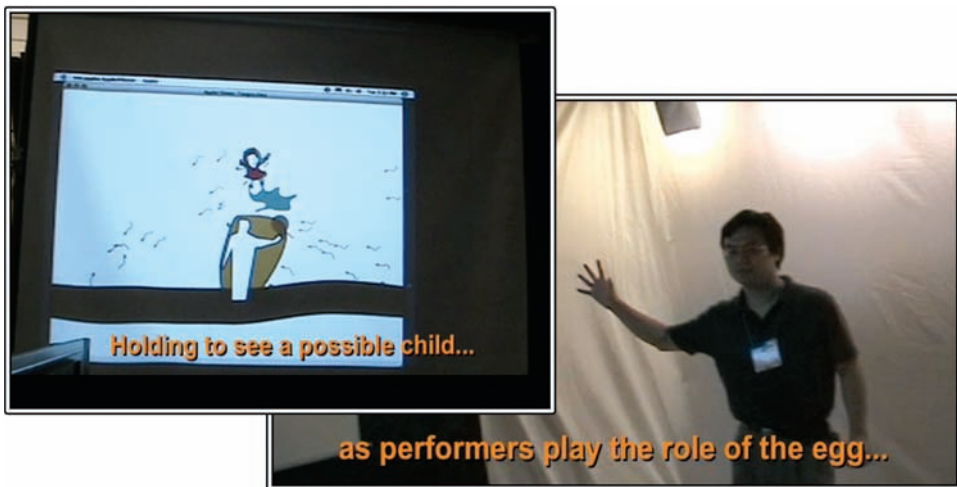 Holding to see a possible child...
as performers play the role of the egg...